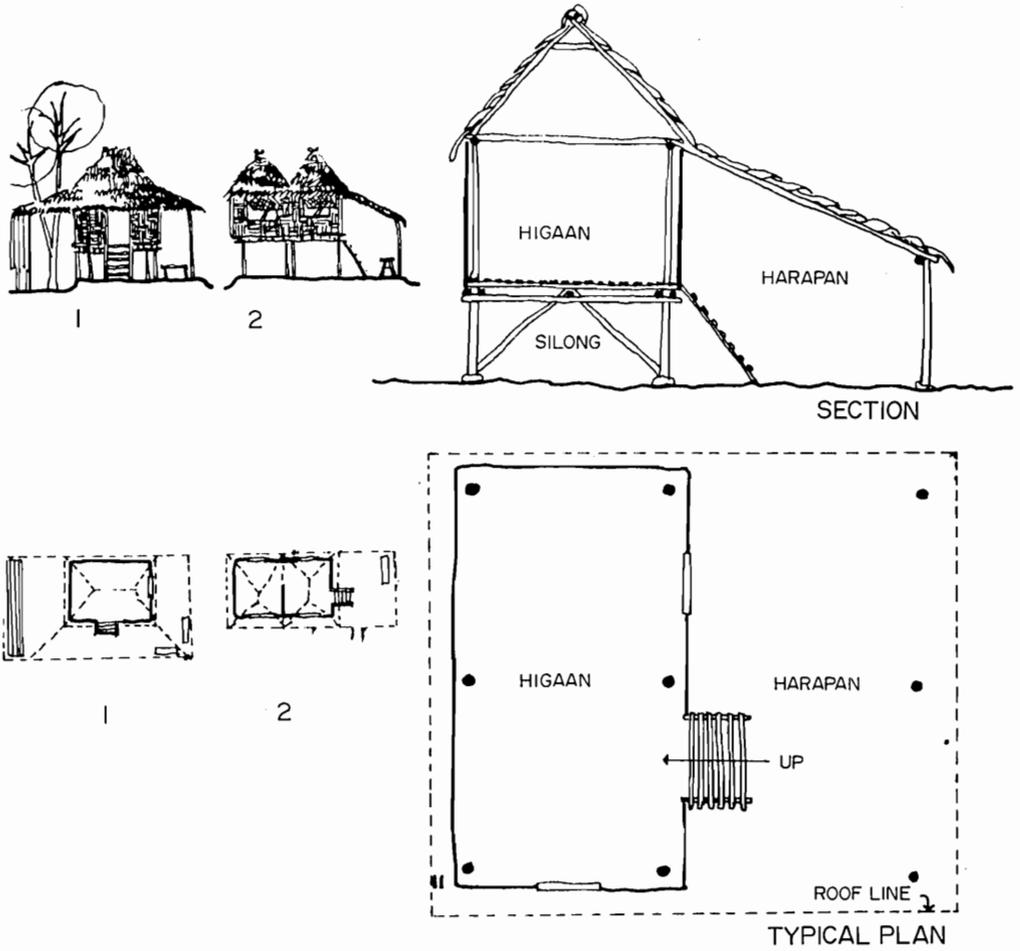 1
2
HIGAAN
HARAPAN
SILONG
SECTION
1
2
HIGAAN
HARAPAN
UP
ROOF LINE
TYPICAL PLAN